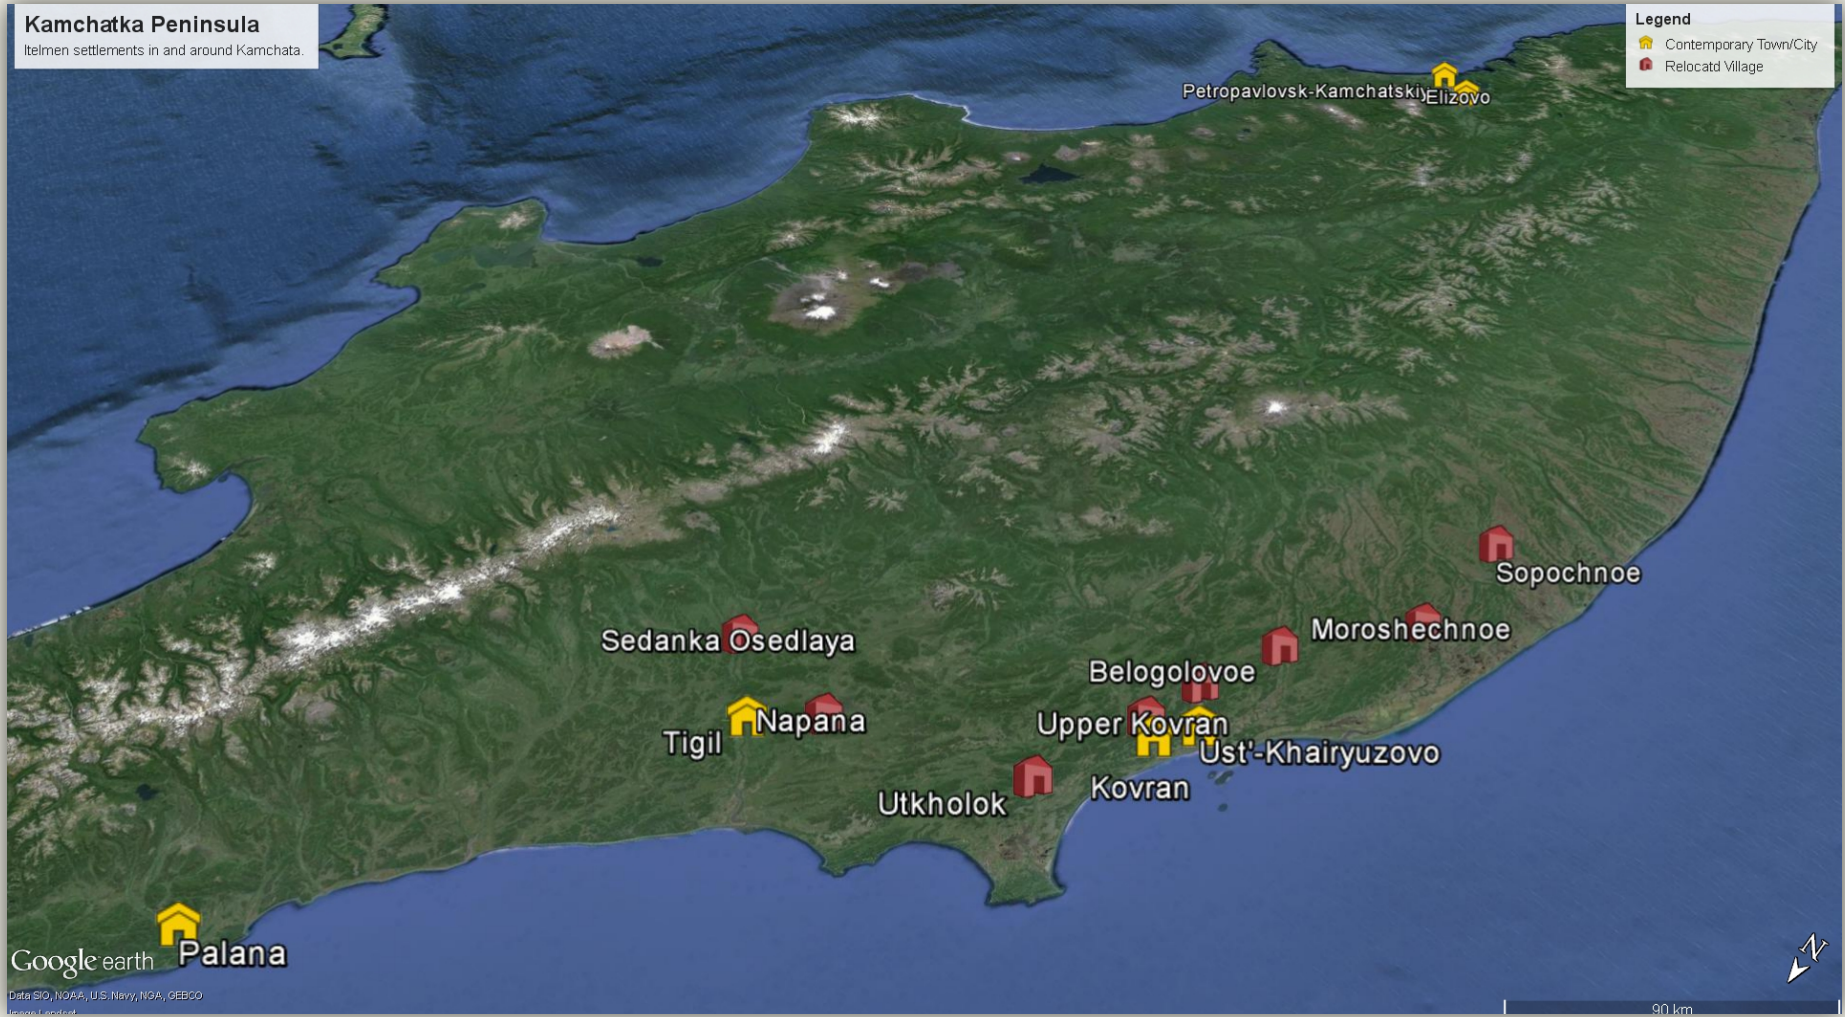 Kamchatka Peninsula
Itelmen settlements in and around Kamchata.
Legend
Contemporary Town/City
Relocatd Village
Petropavlovsk-Kamchatskiy
Elizovo
Sopochnoe
Moroshechnoe
Sedanka Osedlaya
Belogolovoe
Napana
Upper Kovran
Tigil
Ust'-Khairyuzovo
Kovran
Utkholok
Palana
Google earth
N
Data SIO, NOAA, U.S. Navy, NGA, GEBCO
Image Landsat
90 km